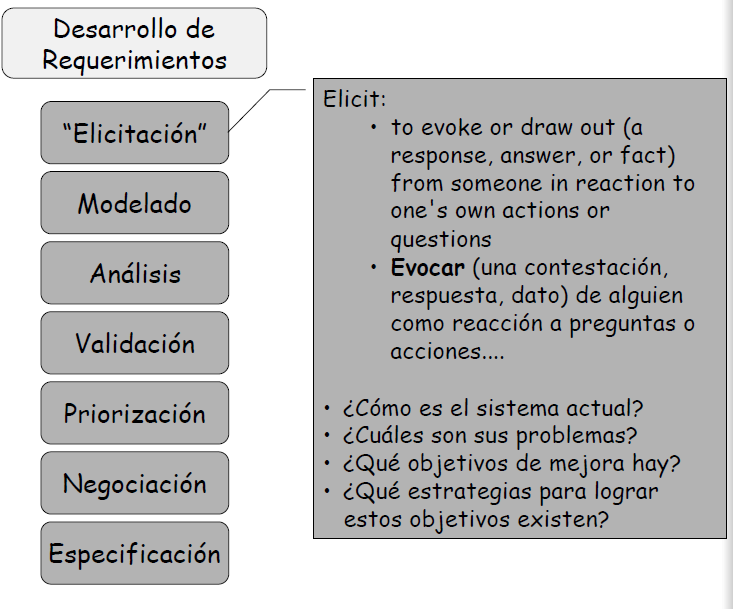 Desarrollo de
Requerimientos
“Elicitación”
Modelado
Análisis
Validación
Priorización
Negociación
Especificación
Elicit:
• to evoke or draw out (a
response, answer, or fact)
from someone in reaction to
one's own actions or
questions
• Evocar (una contestación,
respuesta, dato) de alguien
como reacción a preguntas o
acciones....
• ¿Cómo es el sistema actual?
• ¿Cuáles son sus problemas?
• ¿Qué objetivos de mejora hay?
• ¿Qué estrategias para lograr
estos objetivos existen?